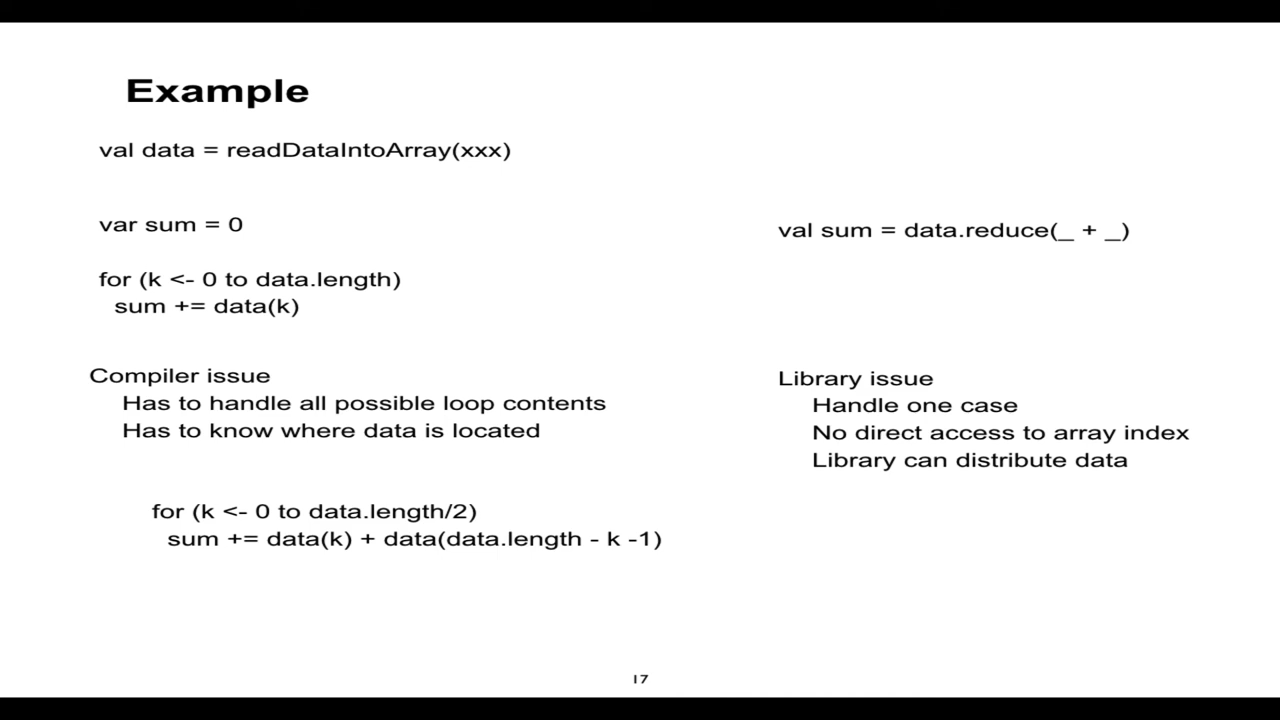 Example
val data = readDataIntoArray(xxx)
var sum = 0
for (k <- 0 to data.length)
sum += data(k)
Compiler issue
Has to handle all possible loop contents
Has to know where data is located
for (k <- 0 to data.length/2)
sum += data(k) + data(data.length - k -1)
val sum = data.reduce(_ + _)
Library issue
Handle one case
No direct access to array index
Library can distribute data
17